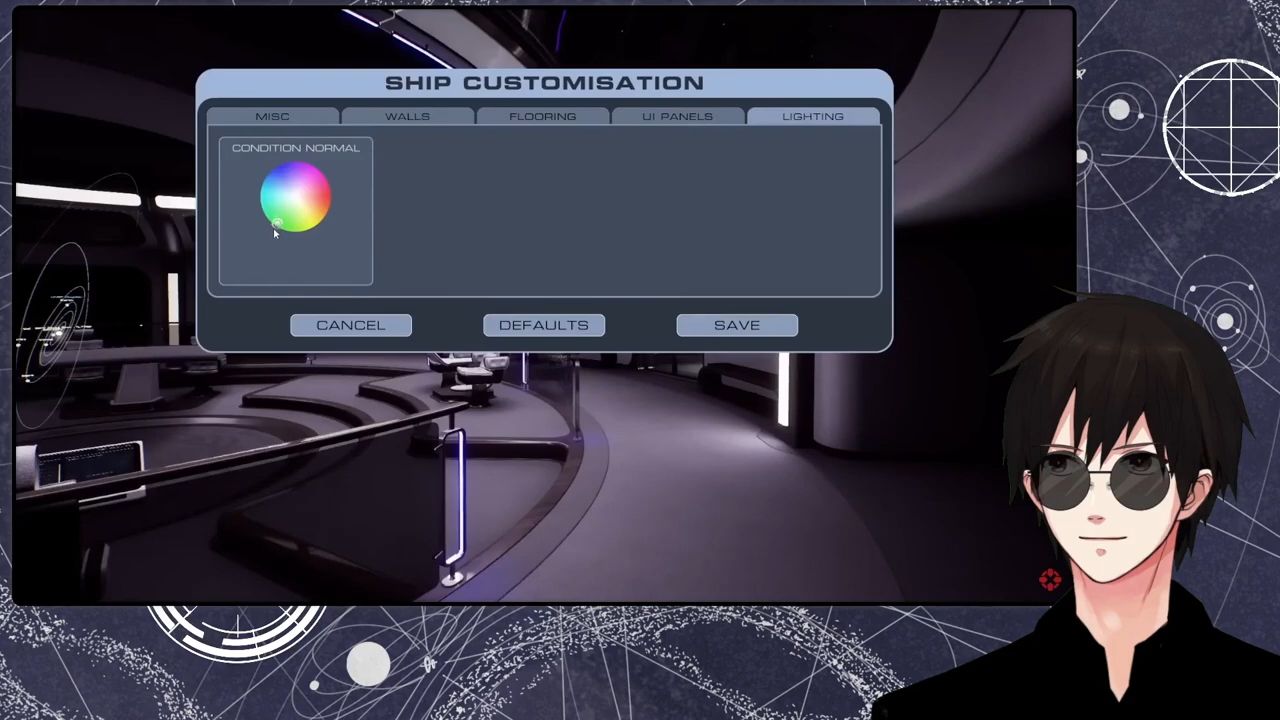 SHIP CUSTOMISATION
MISC
WALLS
FLOORING
UI PANELS
LIGHTING
CONDITION NORMAL
CANCEL
DEFAULTS
SAVE